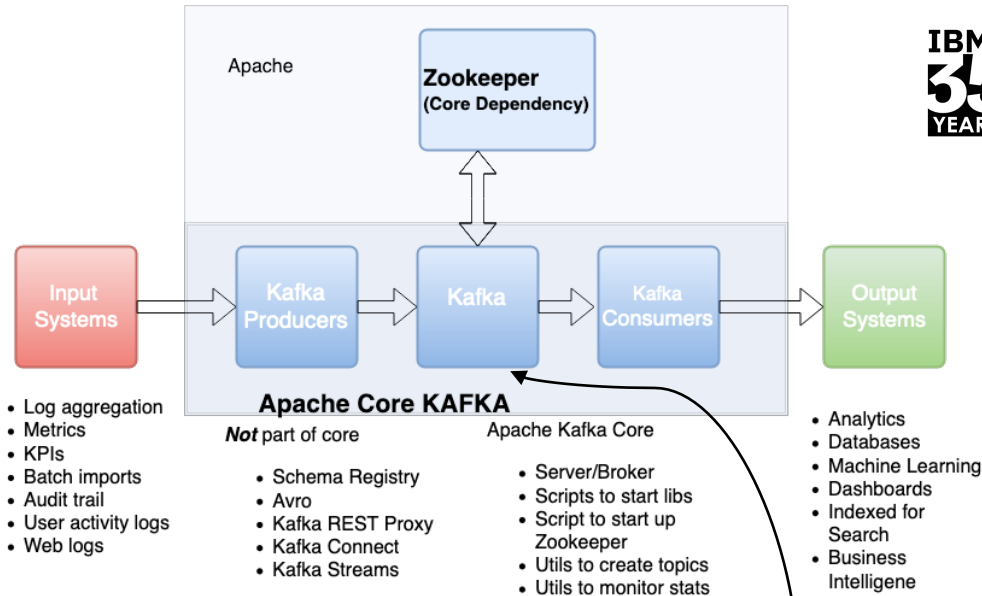 Apache
Zookeeper
(Core Dependency)
IBM
35
YEAR
Input
Systems
Kafka
Producers
Kafka
Kafka
Consumers
Output
Systems
Apache Core KAFKA
• Log aggregation
• Metrics
• KPIs
• Batch imports
• Audit trail
• User activity logs
• Web logs
Not part of core
• Schema Registry
• Avro
• Kafka REST Proxy
• Kafka Connect
• Kafka Streams
Apache Kafka Core
• Server/Broker
• Scripts to start libs
• Script to start up
Zookeeper
• Utils to create topics
• Utils to monitor stats
• Analytics
• Databases
• Machine Learning
• Dashboards
• Indexed for
Search
• Business
Intelligene